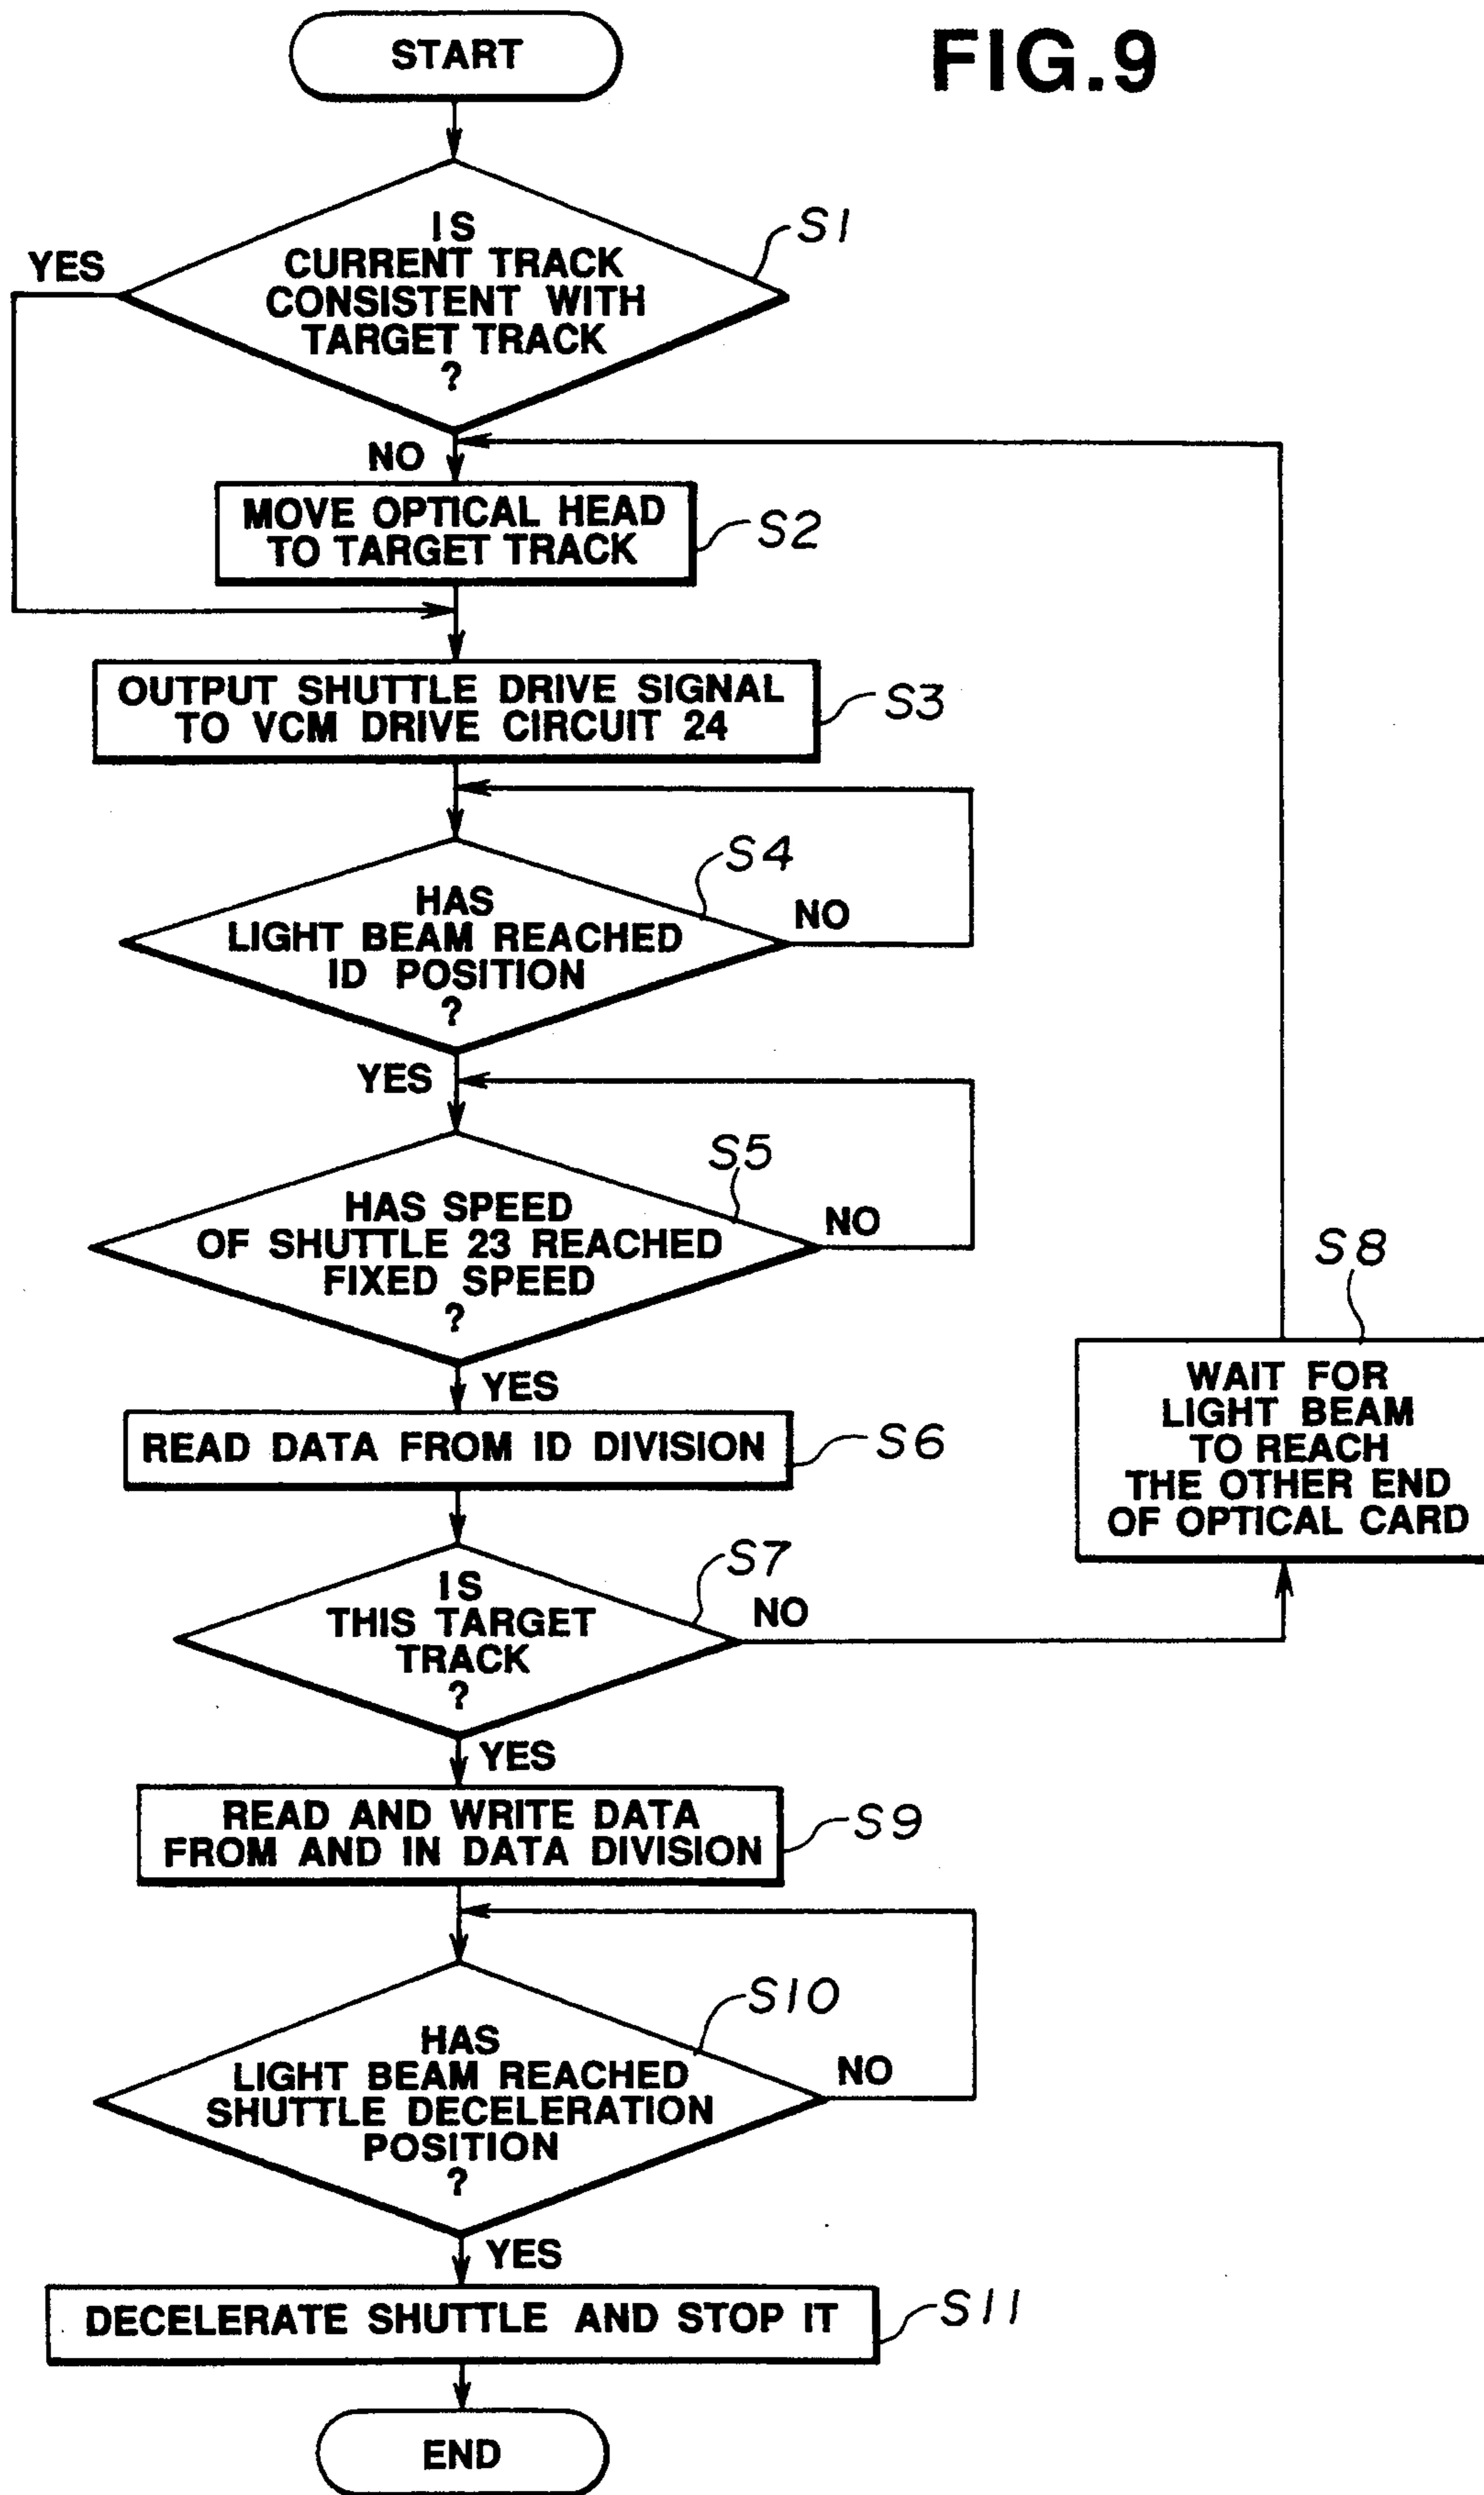 FIG.9
START
IS
CURRENT TRACK
CONSISTENT WITH
TARGET TRACK
?
S1
YES
NO
MOVE OPTICAL HEAD
TO TARGET TRACK
S2
OUTPUT SHUTTLE DRIVE SIGNAL
TO VCM DRIVE CIRCUIT 24
S3
HAS
LIGHT BEAM REACHED
ID POSITION
?
S4
NO
YES
HAS SPEED
OF SHUTTLE 23 REACHED
FIXED SPEED
?
S5
NO
YES
READ DATA FROM ID DIVISION
S6
IS
THIS TARGET
TRACK
?
S7
NO
S8
WAIT FOR
LIGHT BEAM
TO REACH
THE OTHER END
OF OPTICAL CARD
YES
READ AND WRITE DATA
FROM AND IN DATA DIVISION
S9
HAS
LIGHT BEAM REACHED
SHUTTLE DECELERATION
POSITION
?
S10
NO
YES
DECELERATE SHUTTLE AND STOP IT
S11
END